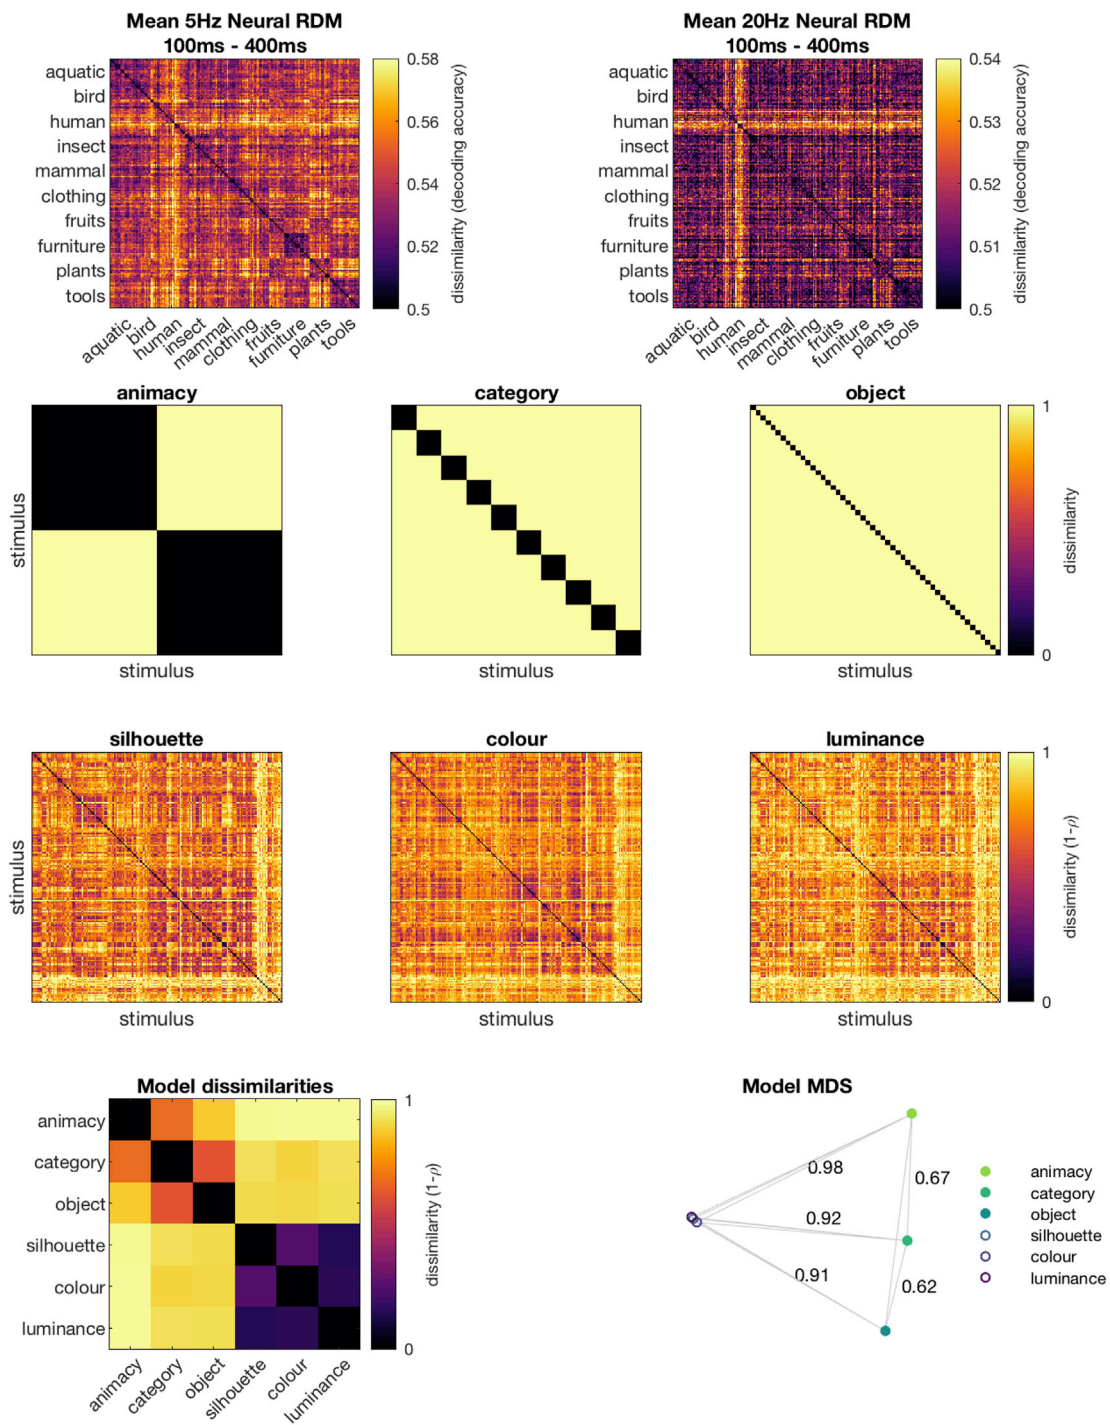 Mean 5Hz Neural RDM
100ms - 400ms
aquatic
bird
human
insect
mammal
clothing
fruits
furniture
plants
tools
aquatic
bird
human
insect
mammal
clothing
fruits
furniture
plants
tools
0.58
0.56
0.54
0.52
0.5
dissimilarity (decoding accuracy)
Mean 20Hz Neural RDM
100ms - 400ms
aquatic
bird
human
insect
mammal
clothing
fruits
furniture
plants
tools
aquatic
bird
human
insect
mammal
clothing
fruits
furniture
plants
tools
0.54
0.53
0.52
0.51
0.5
dissimilarity (decoding accuracy)
animacy
stimulus
stimulus
category
stimulus
object
stimulus
1
0
dissimilarity
silhouette
stimulus
stimulus
colour
stimulus
luminance
stimulus
1
0
dissimilarity (1-ρ)
Model dissimilarities
animacy
category
object
silhouette
colour
luminance
animacy
category
object
silhouette
colour
luminance
1
0
dissimilarity (1-ρ)
Model MDS
0.98
0.67
0.92
0.91
0.62
animacy
category
object
silhouette
colour
luminance